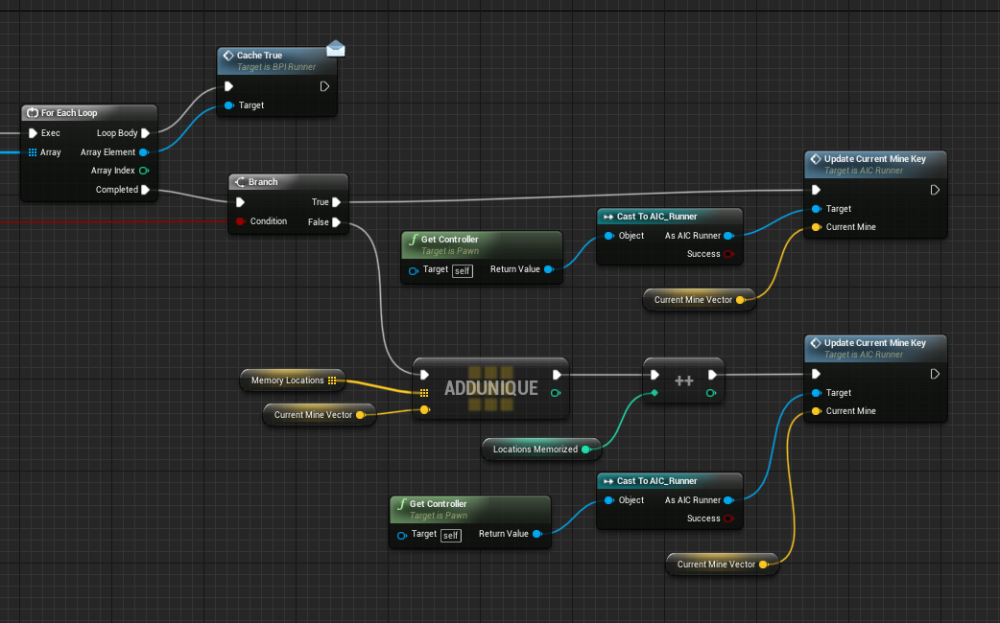 Cache True
Target is BPI Runner
Target
For Each Loop
Exec
Loop Body
Array
Array Element
Array Index
Completed
Branch
True
Condition
False
Update Current Mine Key
Target is AIC Runner
Target
Current Mine
Cast To AIC_Runner
Object
As AIC Runner
Success
Get Controller
Target is Pawn
Target
self
Return Value
Current Mine Vector
Update Current Mine Key
Target is AIC Runner
Target
Current Mine
Memory Locations
Current Mine Vector
ADDUNIQUE
++
Locations Memorized
Cast To AIC_Runner
Object
As AIC Runner
Success
Get Controller
Target is Pawn
Target
self
Return Value
Current Mine Vector